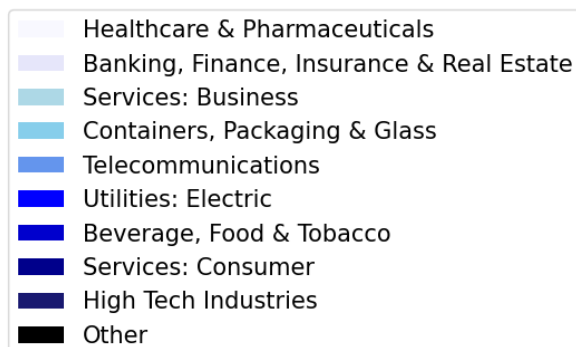 Healthcare & Pharmaceuticals
Banking, Finance, Insurance & Real Estate
Services: Business
Containers, Packaging & Glass
Telecommunications
Utilities: Electric
Beverage, Food & Tobacco
Services: Consumer
High Tech Industries
Other